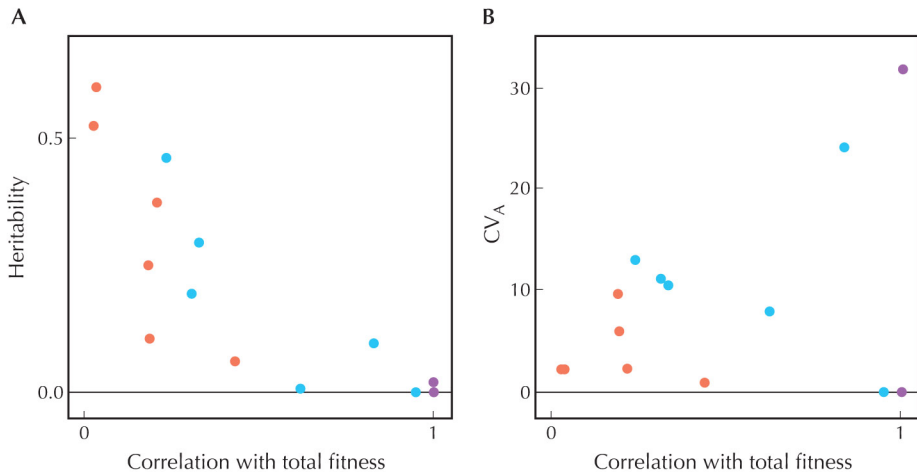 A
Heritability
0.5
0.0
0
1
Correlation with total fitness
B
CVA
30
20
10
0
0
1
Correlation with total fitness